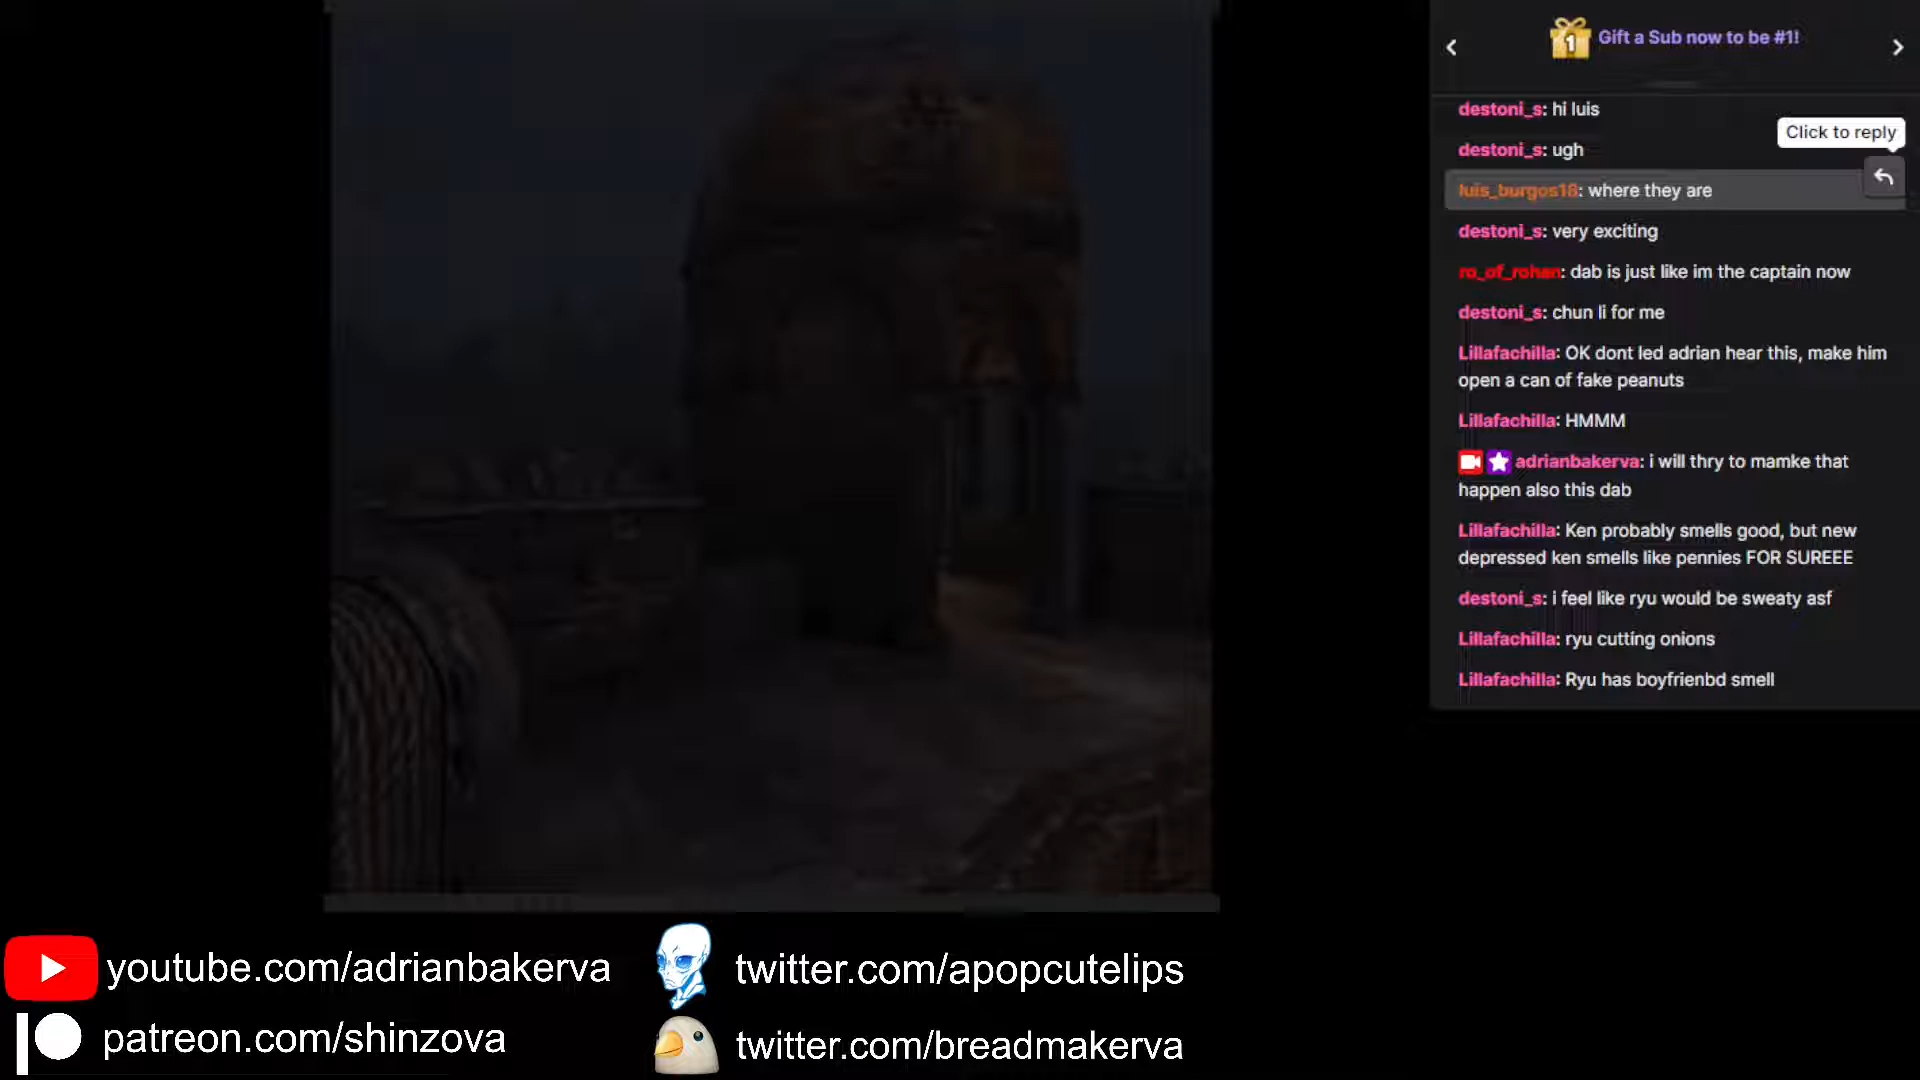 1 Gift a Sub now to be #1!
destoni_s: hi luis
Click to reply
destoni_s: ugh
luis_burgos18: where they are
destoni_s: very exciting
ro_of_rohan: dab is just like im the captain now
destoni_s: chun li for me
Lillafachilla: OK dont led adrian hear this, make him
open a can of fake peanuts
Lillafachilla: HMMM
adrianbakerva: i will thry to mamke that
happen also this dab
Lillafachilla: Ken probably smells good, but new
depressed ken smells like pennies FOR SUREEE
destoni_s: i feel like ryu would be sweaty asf
Lillafachilla: ryu cutting onions
Lillafachilla: Ryu has boyfrienbd smell
youtube.com/adrianbakerva
twitter.com/apopcutelips
patreon.com/shinzova
twitter.com/breadmakerva